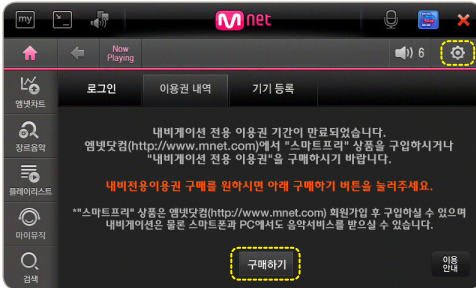 my
Mnet
Now
Playing
6
엠넷차트
장르음악
플레이리스트
마이뮤직
검색
로그인
이용권 내역
기기 등록
내비게이션 전용 이용권 기간이 만료되었습니다.
엠넷닷컴(http://www.mnet.com)에서 "스마트프리" 상품을 구입하시거나
"내비게이션 전용 이용권"을 구매하시기 바랍니다.
내비전용이용권 구매를 원하시면 아래 구매하기 버튼을 눌러주세요.
*"스마트프리" 상품은 엠넷닷컴(http://www.mnet.com) 회원가입 후 구입하실 수 있으며
내비게이션은 물론 스마트폰과 PC에서도 음악서비스를 받으실 수 있습니다.
구매하기
이용
안내